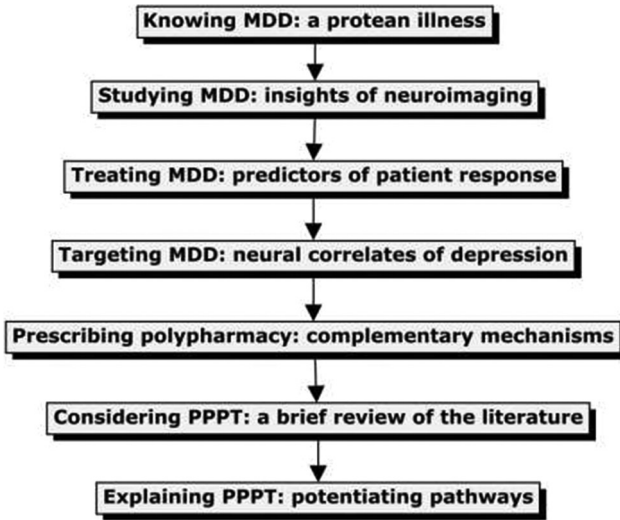 Knowing MDD: a protean illness
Studying MDD: insights of neuroimaging
Treating MDD: predictors of patient response
Targeting MDD: neural correlates of depression
Prescribing polypharmacy: complementary mechanisms
Considering PPPT: a brief review of the literature
Explaining PPPT: potentiating pathways